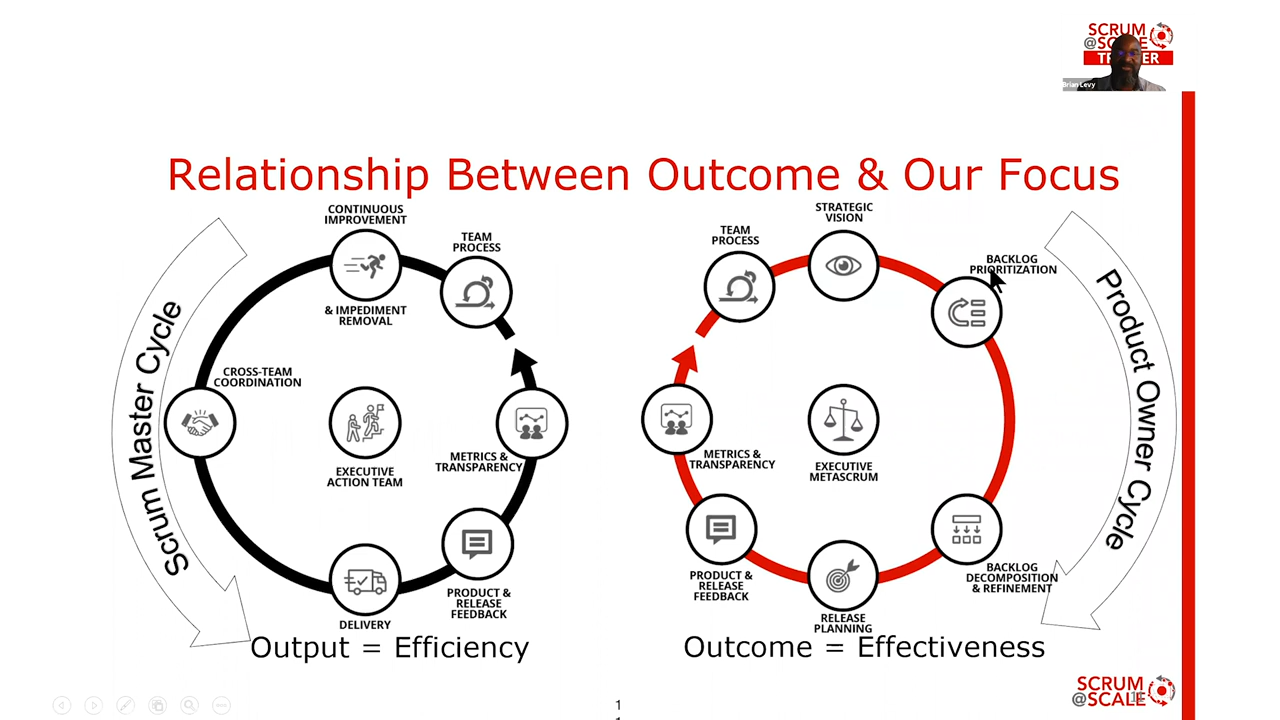 SCRUM
@SCALE
Brian Levy
Relationship Between Outcome & Our Focus
CONTINUOUS
IMPROVEMENT
& IMPEDIMENT
REMOVAL
TEAM
PROCESS
CROSS-TEAM
COORDINATION
EXECUTIVE
ACTION TEAM
METRICS &
TRANSPARENCY
PRODUCT &
RELEASE
FEEDBACK
DELIVERY
Scrum Master Cycle
Output = Efficiency
TEAM
PROCESS
STRATEGIC
VISION
BACKLOG
PRIORITIZATION
METRICS &
TRANSPARENCY
EXECUTIVE
METASCRUM
PRODUCT &
RELEASE
FEEDBACK
RELEASE
PLANNING
BACKLOG
DECOMPOSITION
& REFINEMENT
Product Owner Cycle
Outcome = Effectiveness
SCRUM
@SCALE
1